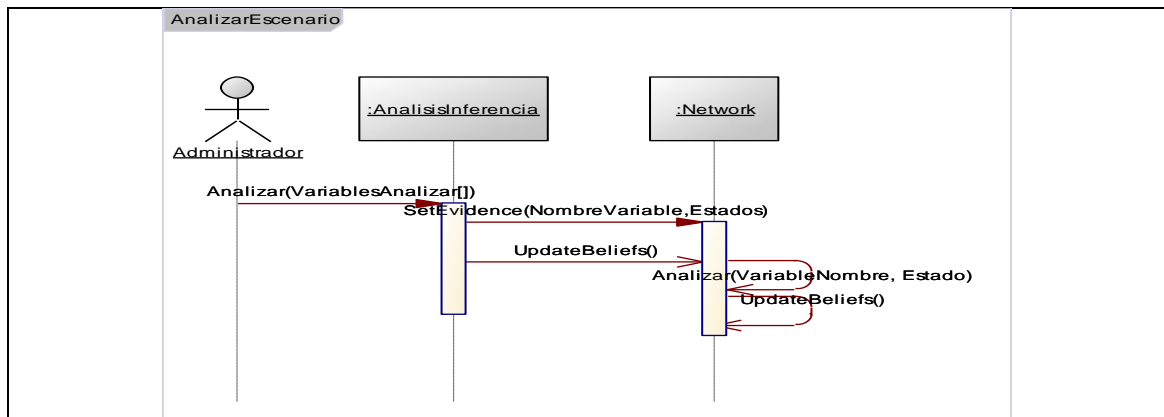 AnalizarEscenario
:AnalisisInferencia
:Network
Administrador
Analizar(VariablesAnalizar[])
SetEvidence(NombreVariable,Estados)
UpdateBeliefs()
Analizar(VariableNombre, Estado)
UpdateBeliefs()